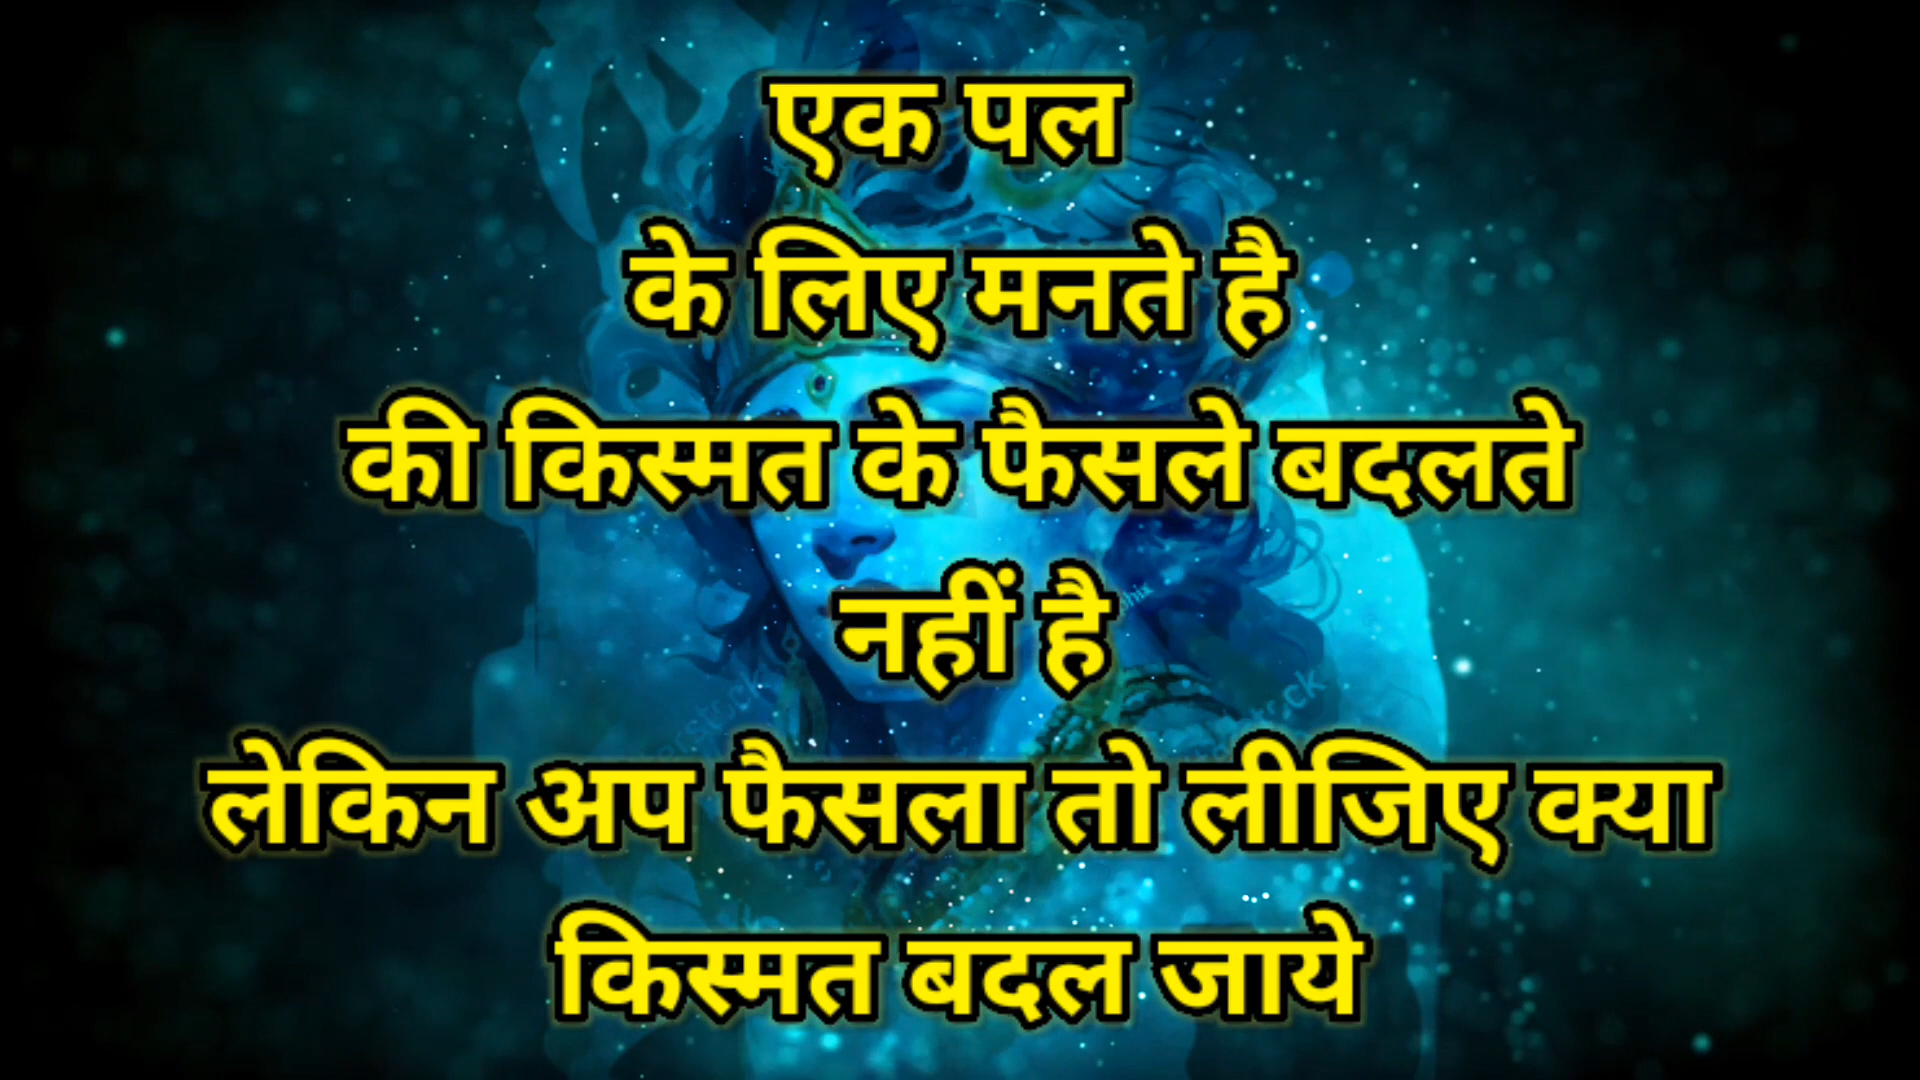 एक पल
के लिए मनते है
की किस्मत के फैसले बदलते
नहीं है
लेकिन अप फैसला तो लीजिए क्या
किस्मत बदल जाये